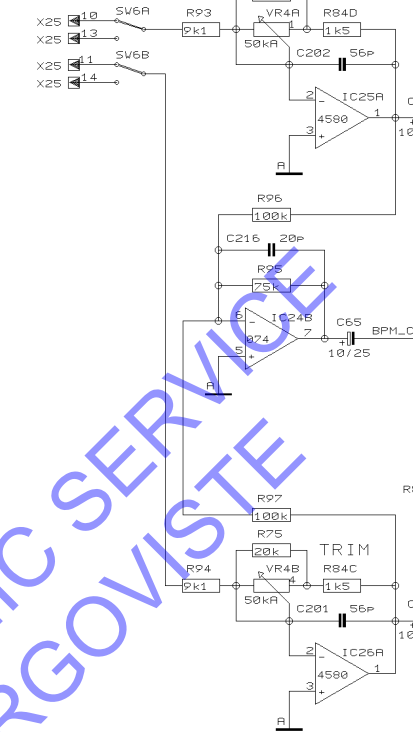 X25 10 SW6A R93 9k1 VR4A 4 50kA R84D 1k5
X25 13
X25 11 SW6B C202 56p
X25 14
2 - IC25A 1
4580
3 +
A
R96
100k
C216 20p
R95
75k
6 - IC24B 7
074
5 +
C65
10/25
BPM_C
A
R97
100k
R75
20k
TRIM
R94 9k1 VR4B 4 50kA R84C 1k5
C201 56p
2 - IC26A 1
4580
3 +
A
IC SERVICE
RGOVISTE